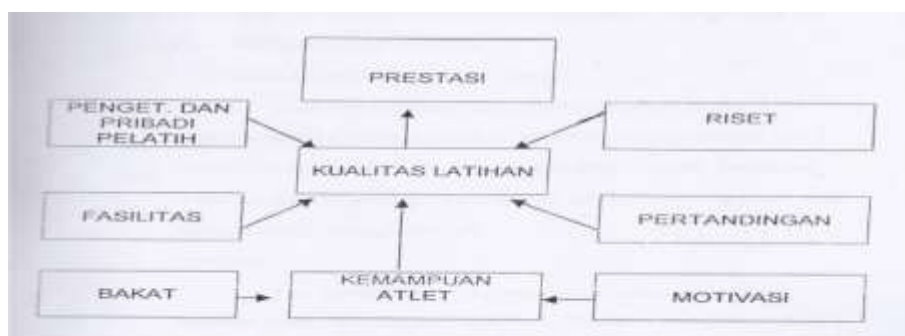 PRESTASI
PENGET. DAN
PRIBADI
PELATIH
RISET
KUALITAS LATIHAN
FASILITAS
PERTANDINGAN
BAKAT
KEMAMPUAN
ATLET
MOTIVASI